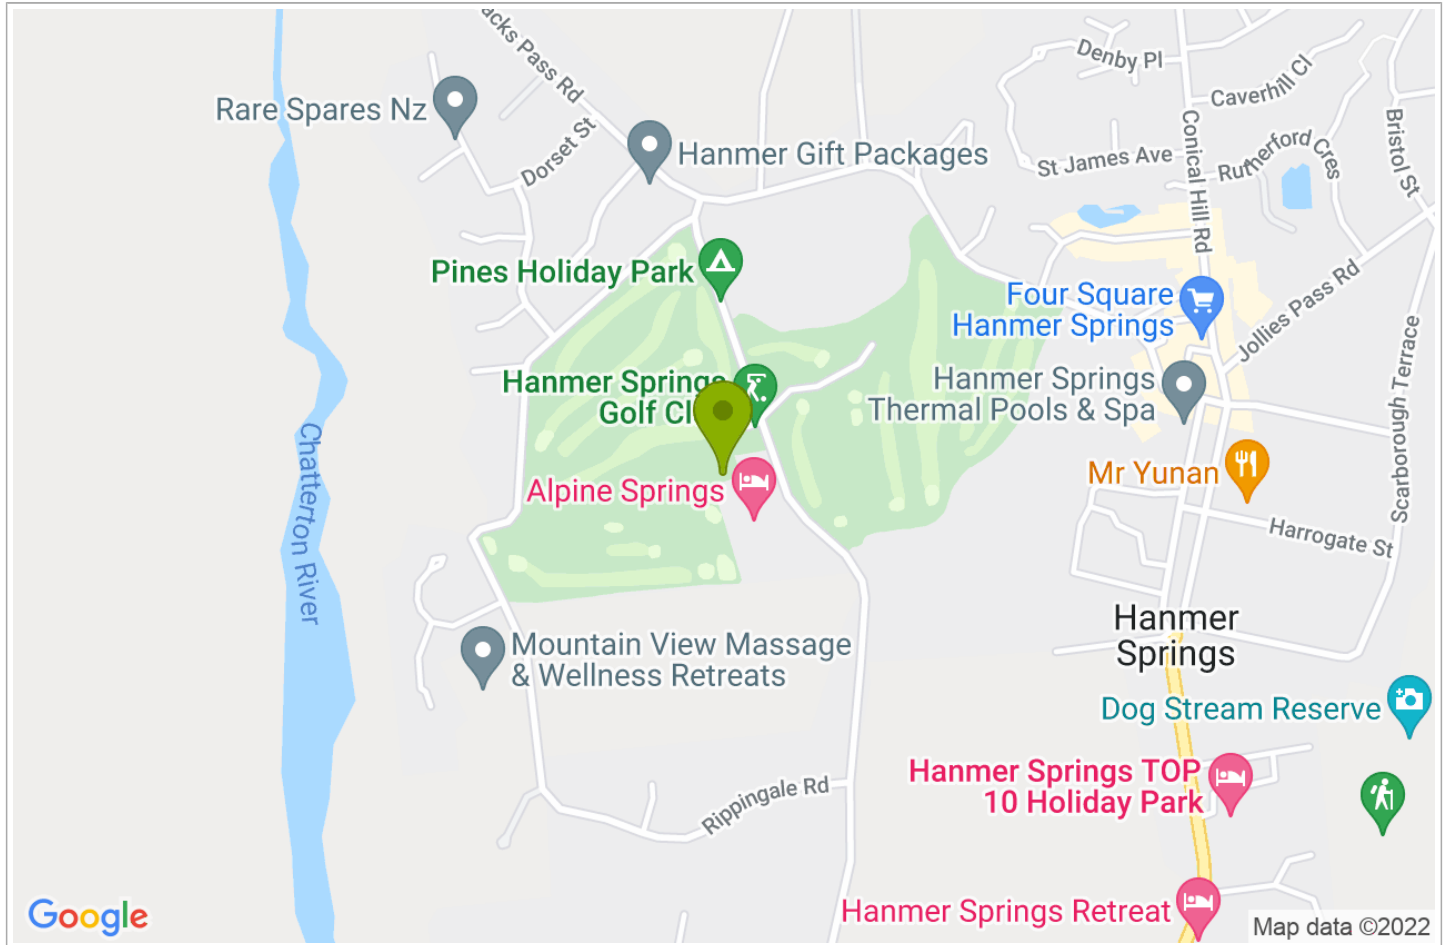 acks Pass Rd
Denby Pl
Caverhill Cl
Rare Spares Nz
Dorset St
Hanmer Gift Packages
Conical Hill Rd
St James Ave
Rutherford Cres
Bristol St
Pines Holiday Park
Four Square
Hanmer Springs
Jollies Pass Rd
Hanmer Springs
Golf Cl
Hanmer Springs
Thermal Pools & Spa
Scarborough Terrace
Chatterton River
Alpine Springs
Mr Yunan
Harrogate St
Hanmer
Springs
Mountain View Massage
& Wellness Retreats
Dog Stream Reserve
Hanmer Springs TOP
10 Holiday Park
Rippingale Rd
Hanmer Springs Retreat
Google
Map data ©2022